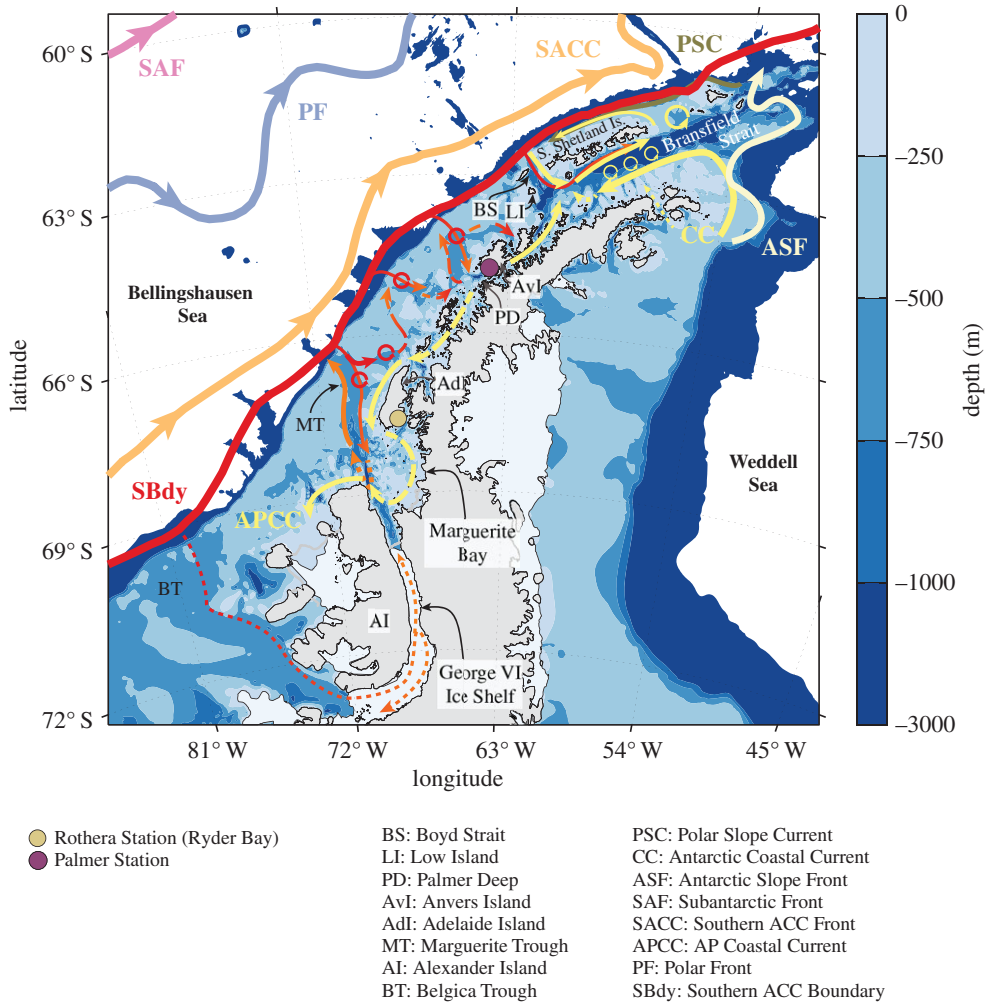 60° S
63° S
66° S
69° S
72° S
latitude
81° W
72° W
63° W
54° W
45° W
longitude
0
–250
–500
–750
–1000
–3000
depth (m)
SAF
PF
SACC
PSC
S. Shetland Is.
Bransfield
Strait
BS
LI
CC
ASF
AvI
PD
Bellingshausen
Sea
AdI
MT
Weddell
Sea
SBdy
APCC
Marguerite
Bay
BT
AI
George VI
Ice Shelf
Rothera Station (Ryder Bay)
Palmer Station
BS: Boyd Strait
LI: Low Island
PD: Palmer Deep
AvI: Anvers Island
AdI: Adelaide Island
MT: Marguerite Trough
AI: Alexander Island
BT: Belgica Trough
PSC: Polar Slope Current
CC: Antarctic Coastal Current
ASF: Antarctic Slope Front
SAF: Subantarctic Front
SACC: Southern ACC Front
APCC: AP Coastal Current
PF: Polar Front
SBdy: Southern ACC Boundary